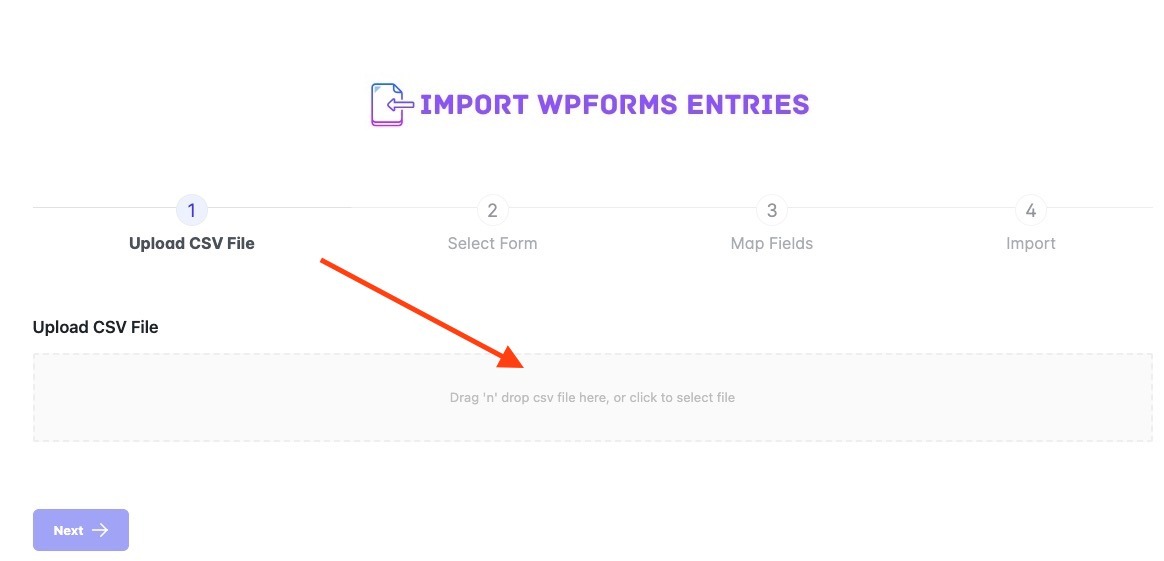 IMPORT WPFORMS ENTRIES
1 2 3 4
Upload CSV File Select Form Map Fields Import
Upload CSV File
Drag 'n' drop csv file here, or click to select file
Next